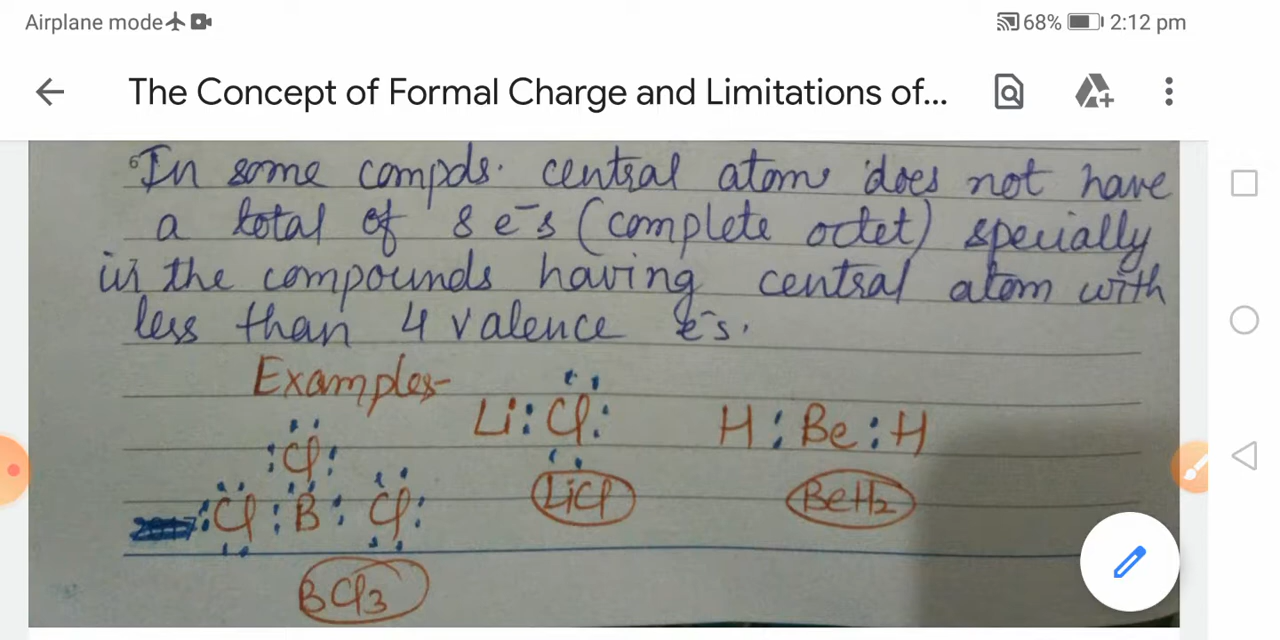 Airplane mode
68% 2:12 pm
The Concept of Formal Charge and Limitations of...
In some compds. central atom does not have
a total of 8 e⁻s (complete octet) specially
in the compounds having central atom with
less than 4 valence e⁻s.
Examples-
Li:Cl: H:Be:H
:Cl:
:Cl:B:Cl:
LiCl BeH₂
BCl₃